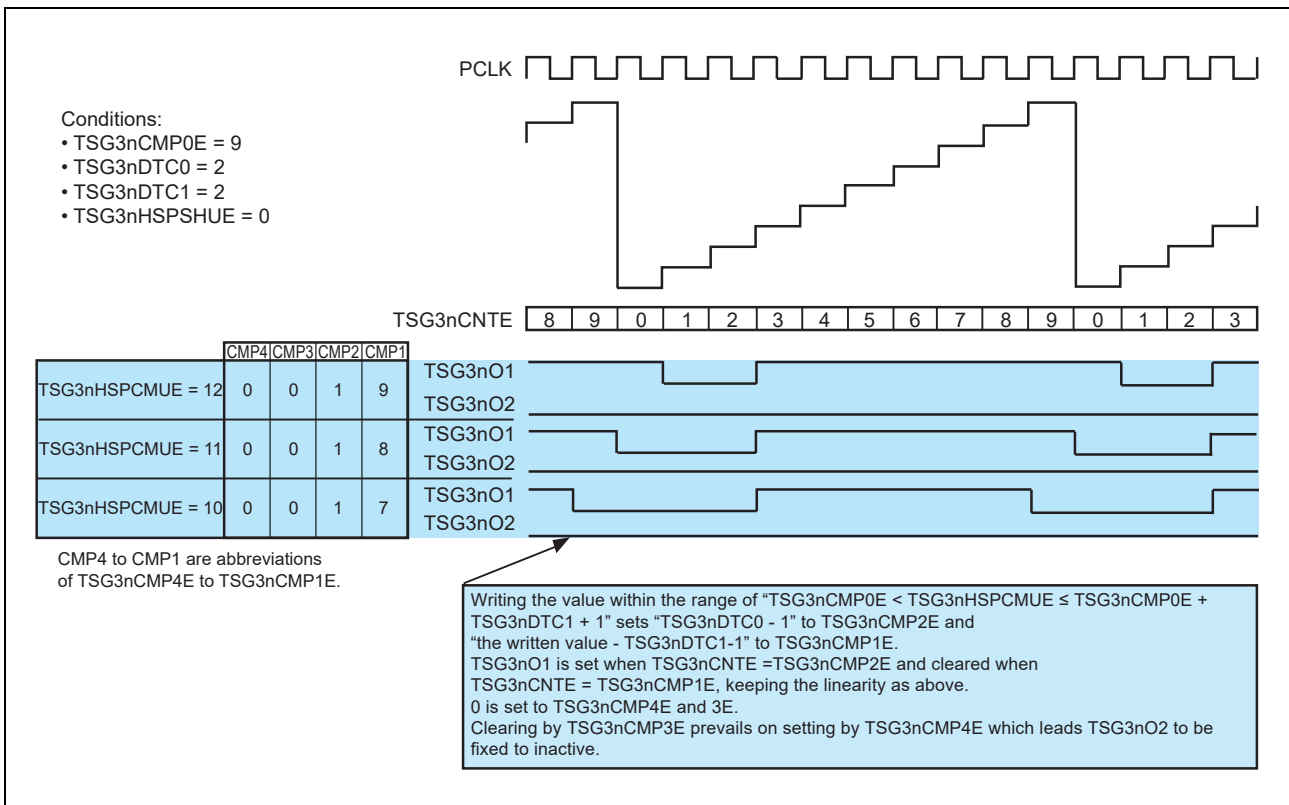 PCLK
Conditions:
• TSG3nCMP0E = 9
• TSG3nDTC0 = 2
• TSG3nDTC1 = 2
• TSG3nHSPSHUE = 0
TSG3nCNTE 8 9 0 1 2 3 4 5 6 7 8 9 0 1 2 3
CMP4 CMP3 CMP2 CMP1
TSG3nHSPCMUE = 12 0 0 1 9
TSG3nO1
TSG3nO2
TSG3nHSPCMUE = 11 0 0 1 8
TSG3nO1
TSG3nO2
TSG3nHSPCMUE = 10 0 0 1 7
TSG3nO1
TSG3nO2
CMP4 to CMP1 are abbreviations
of TSG3nCMP4E to TSG3nCMP1E.
Writing the value within the range of “TSG3nCMP0E < TSG3nHSPCMUE ≤ TSG3nCMP0E +
TSG3nDTC1 + 1” sets “TSG3nDTC0 - 1” to TSG3nCMP2E and
“the written value - TSG3nDTC1-1” to TSG3nCMP1E.
TSG3nO1 is set when TSG3nCNTE =TSG3nCMP2E and cleared when
TSG3nCNTE = TSG3nCMP1E, keeping the linearity as above.
0 is set to TSG3nCMP4E and 3E.
Clearing by TSG3nCMP3E prevails on setting by TSG3nCMP4E which leads TSG3nO2 to be
fixed to inactive.